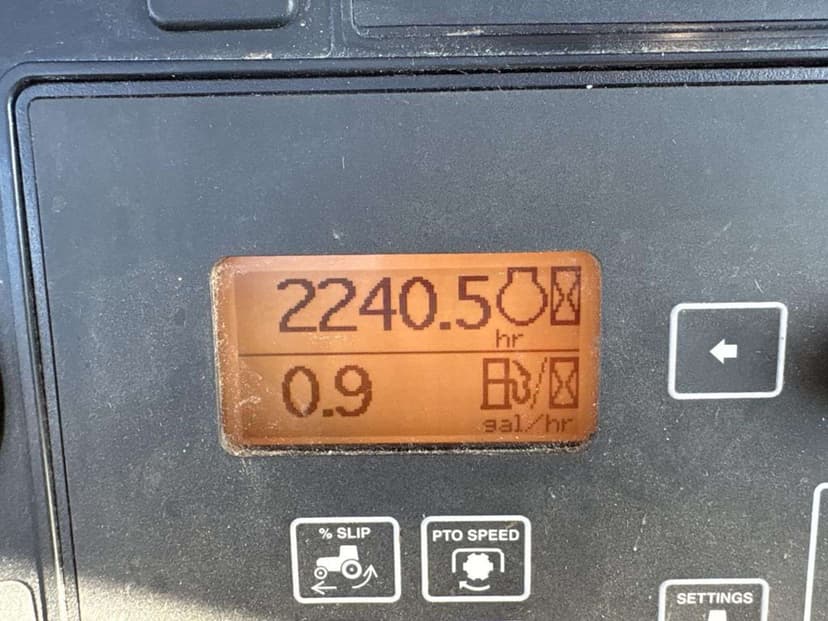 2240.5
hr
0.9
gal/hr
% SLIP
PTO SPEED
SETTINGS